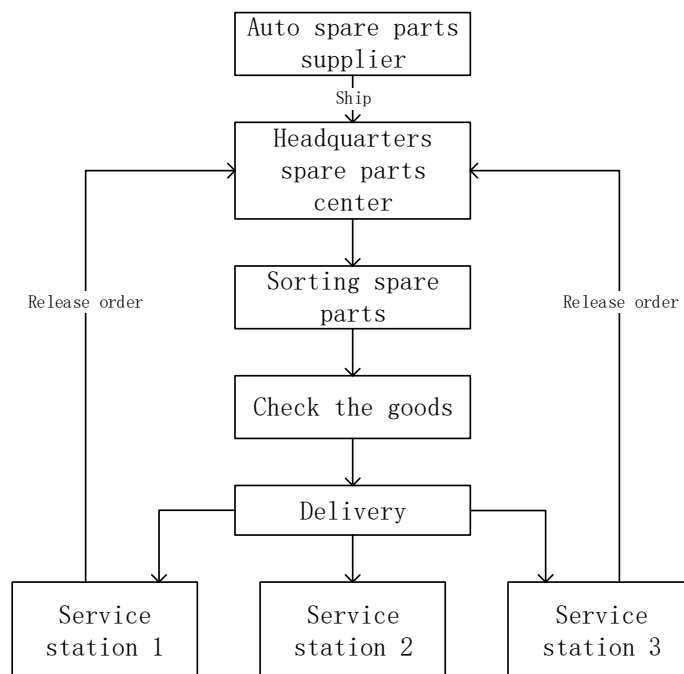 Auto spare parts
supplier
Ship
Headquarters
spare parts
center
Sorting spare
parts
Release order
Release order
Check the goods
Delivery
Service
station 1
Service
station 2
Service
station 3